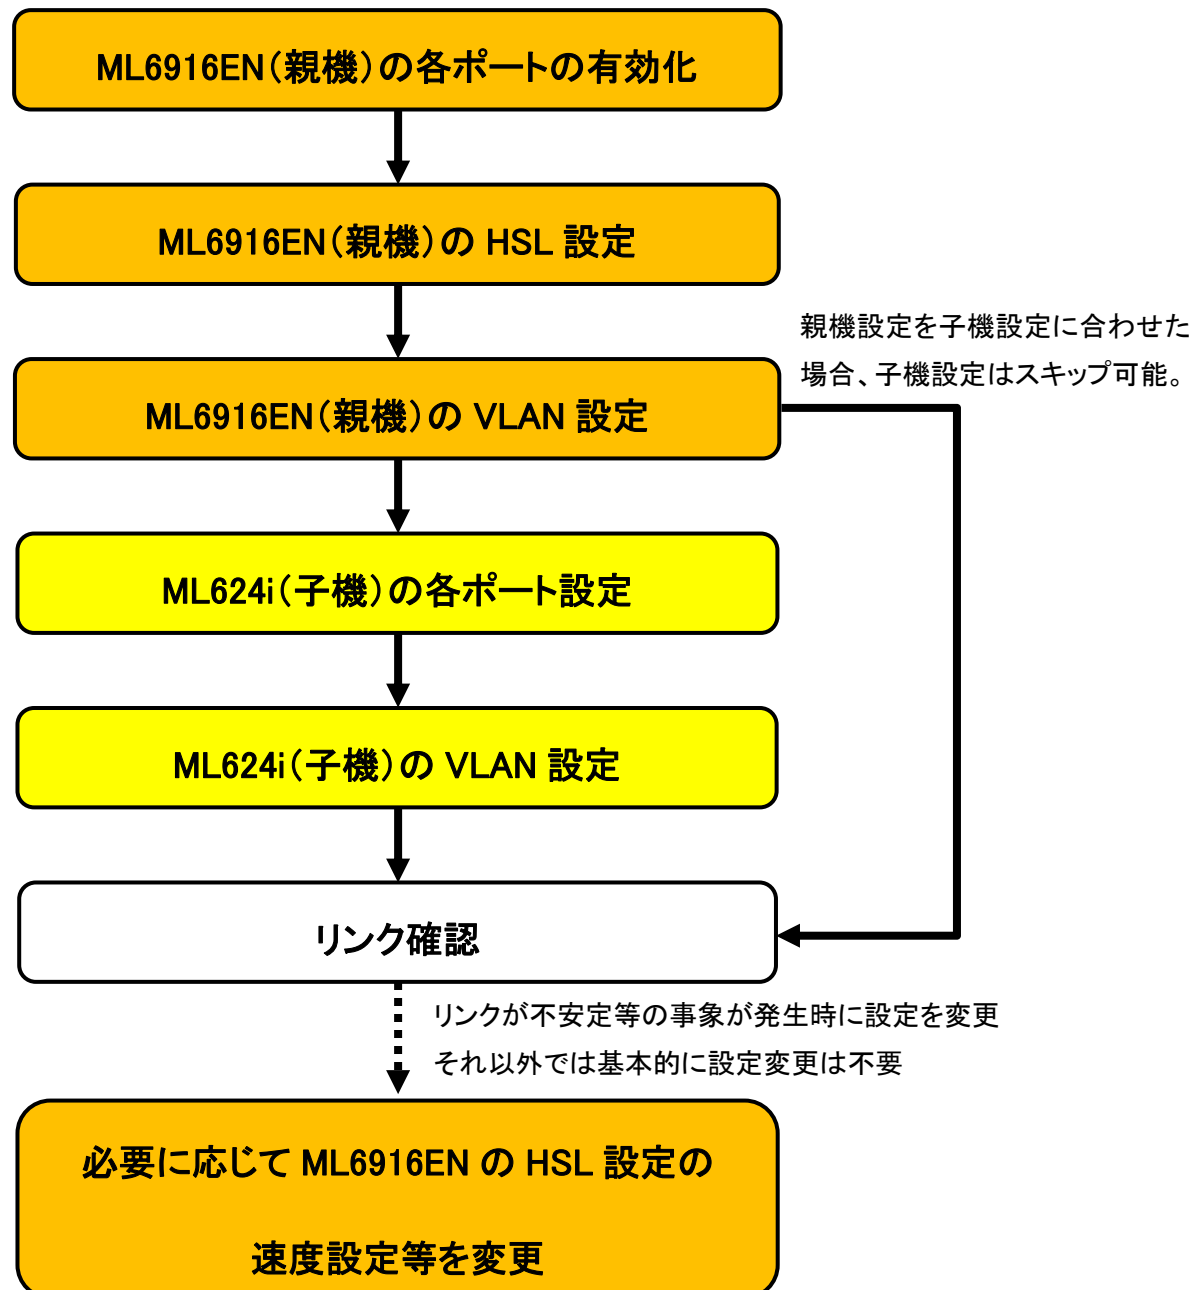 ML6916EN(親機)の各ポートの有効化
ML6916EN(親機)の HSL 設定
親機設定を子機設定に合わせた
場合、子機設定はスキップ可能。
ML6916EN(親機)の VLAN 設定
ML624i(子機)の各ポート設定
ML624i(子機)の VLAN 設定
リンク確認
リンクが不安定等の事象が発生時に設定を変更
それ以外では基本的に設定変更は不要
必要に応じて ML6916EN の HSL 設定の
速度設定等を変更